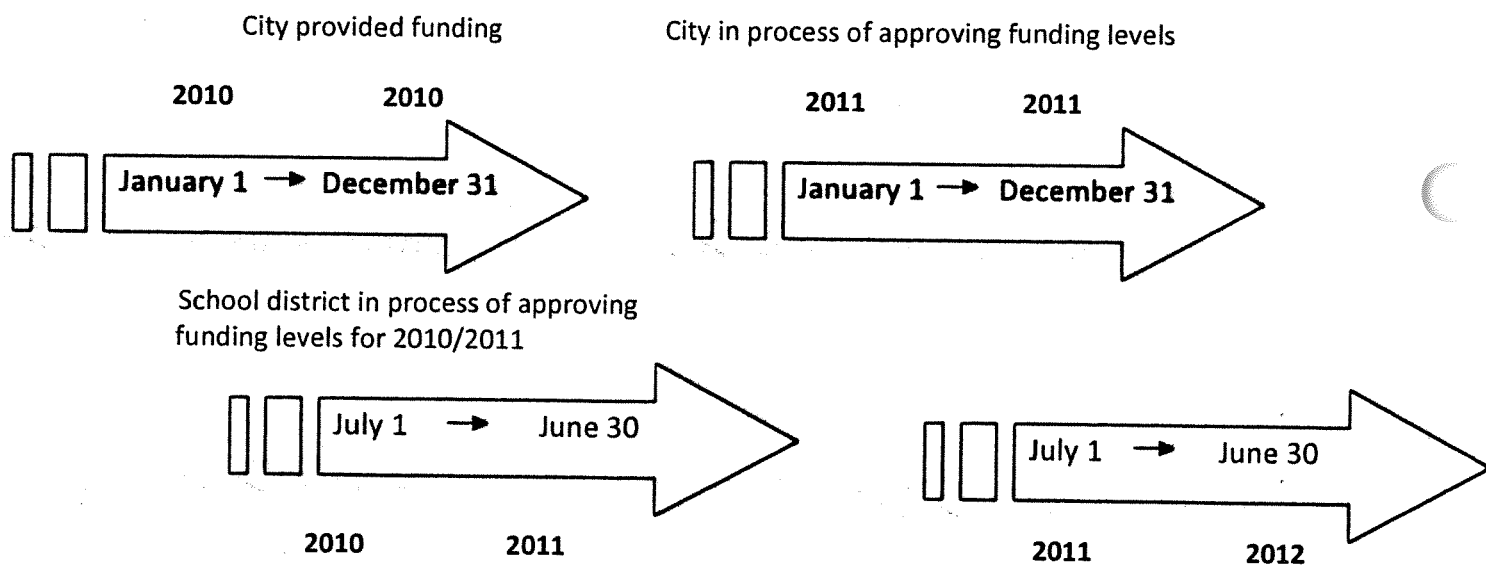 City provided funding
City in process of approving funding levels
2010 2010
2011 2011
January 1 → December 31
January 1 → December 31
School district in process of approving
funding levels for 2010/2011
July 1 → June 30
July 1 → June 30
2010 2011
2011 2012